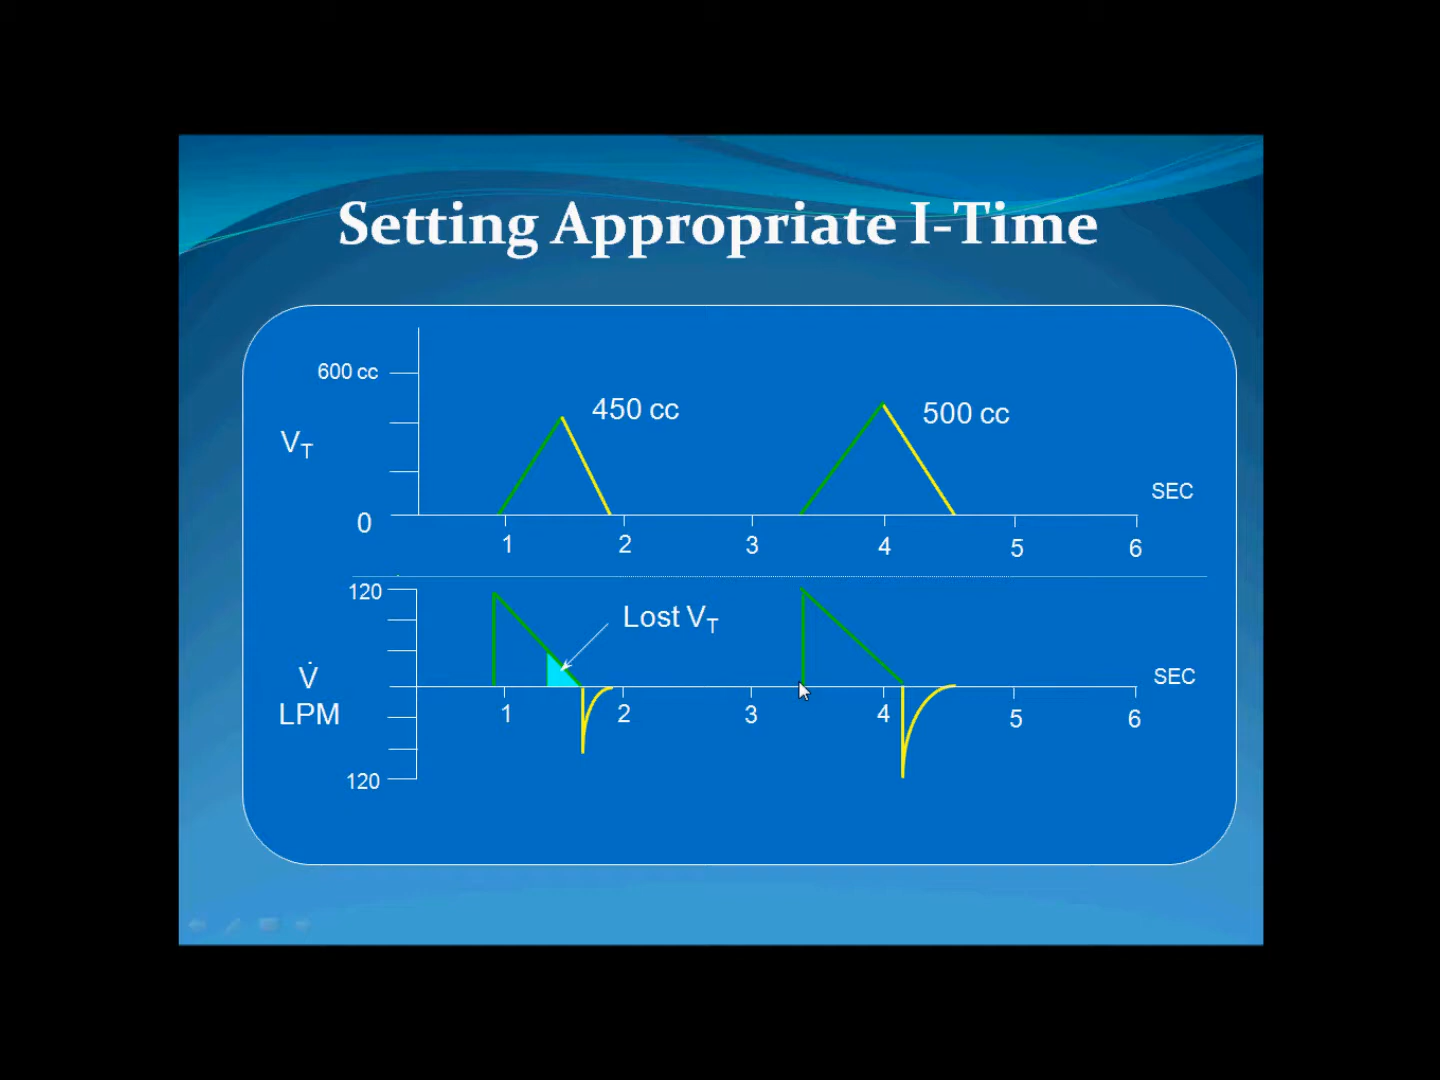 Setting Appropriate I-Time
600 cc
450 cc
500 cc
VT
SEC
0
1 2 3 4 5 6
120
Lost VT
V̇
LPM
SEC
1 2 3 4 5 6
120